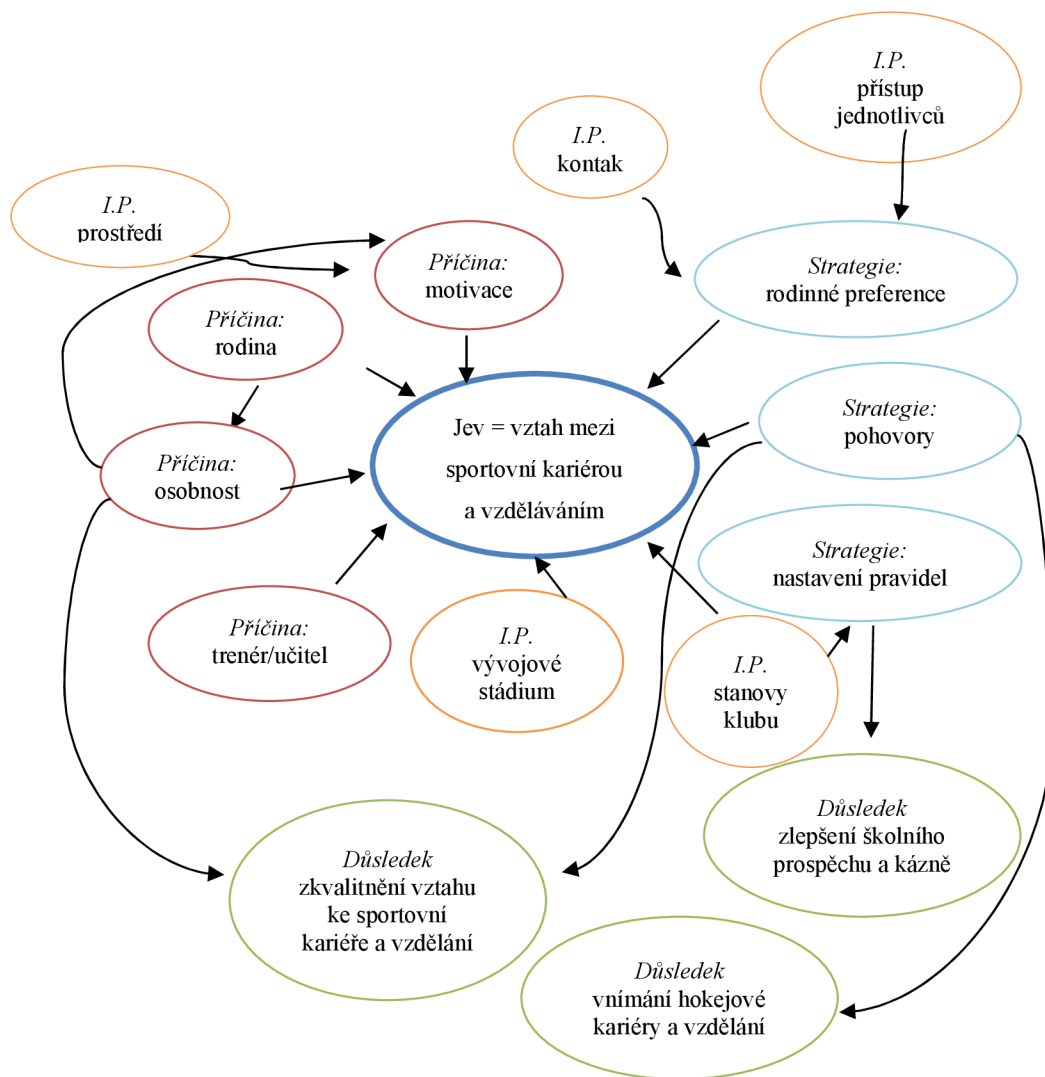 I.P.
přístup
jednotlivců
I.P.
kontak
I.P.
prostředí
Příčina:
motivace
Strategie:
rodinné preference
Příčina:
rodina
Jev = vztah mezi
sportovní kariérou
a vzděláváním
Strategie:
pohovory
Příčina:
osobnost
Strategie:
nastavení pravidel
Příčina:
trenér/učitel
I.P.
vývojové
stádium
I.P.
stanovy
klubu
Důsledek
zlepšení školního
prospěchu a kázně
Důsledek
zkvalitnění vztahu
ke sportovní
kariéře a vzdělání
Důsledek
vnímání hokejové
kariéry a vzdělání